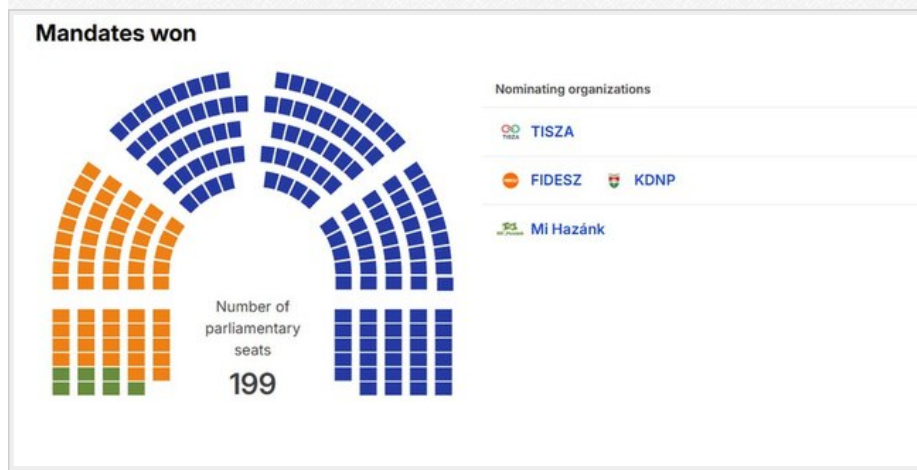 Mandates won
Nominating organizations
TISZA
FIDESZ KDNP
Mi Hazánk
Number of
parliamentary
seats
199